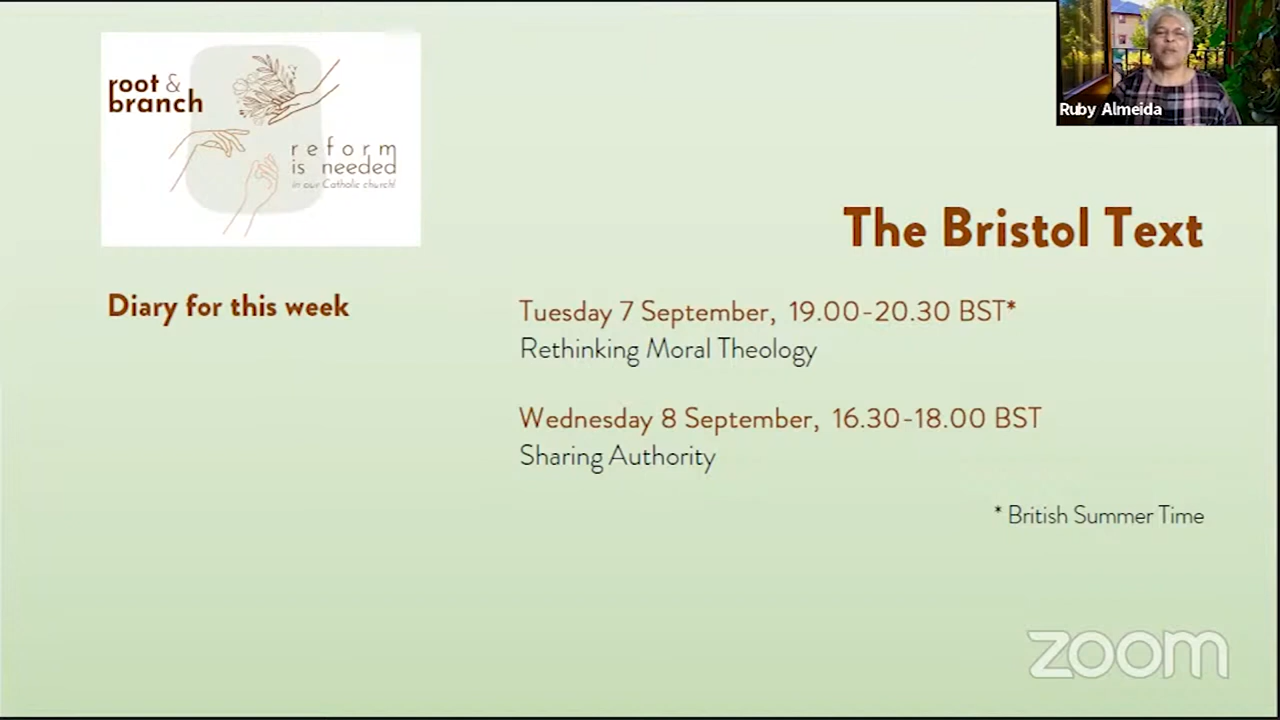 root &
branch
reform
is needed
in our Catholic church!
Ruby Almeida
The Bristol Text
Diary for this week
Tuesday 7 September, 19.00-20.30 BST*
Rethinking Moral Theology
Wednesday 8 September, 16.30-18.00 BST
Sharing Authority
* British Summer Time
zoom